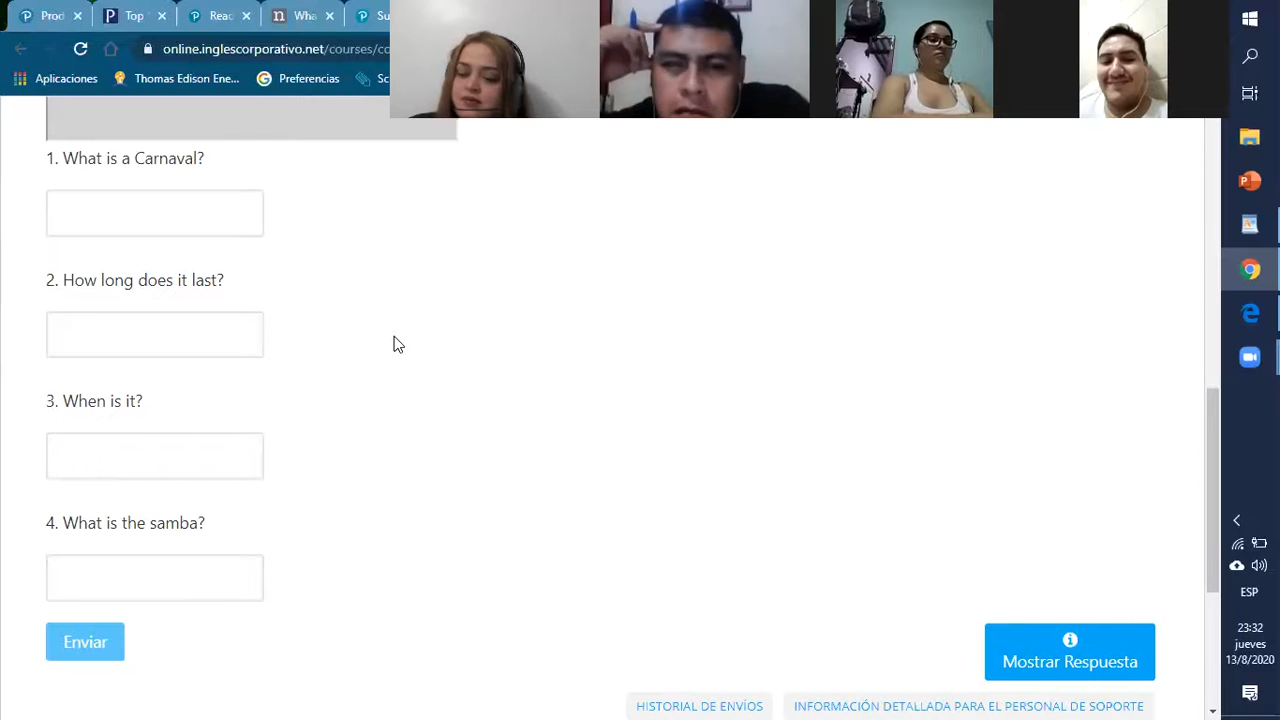 Prod
Top
Reac
Wha
Su
online.inglescorporativo.net/courses/co
Aplicaciones
Thomas Edison Ene...
Preferencias
Sc
1. What is a Carnaval?
2. How long does it last?
3. When is it?
4. What is the samba?
Enviar
Mostrar Respuesta
HISTORIAL DE ENVÍOS
INFORMACIÓN DETALLADA PARA EL PERSONAL DE SOPORTE
ESP
23:32
jueves
13/8/2020